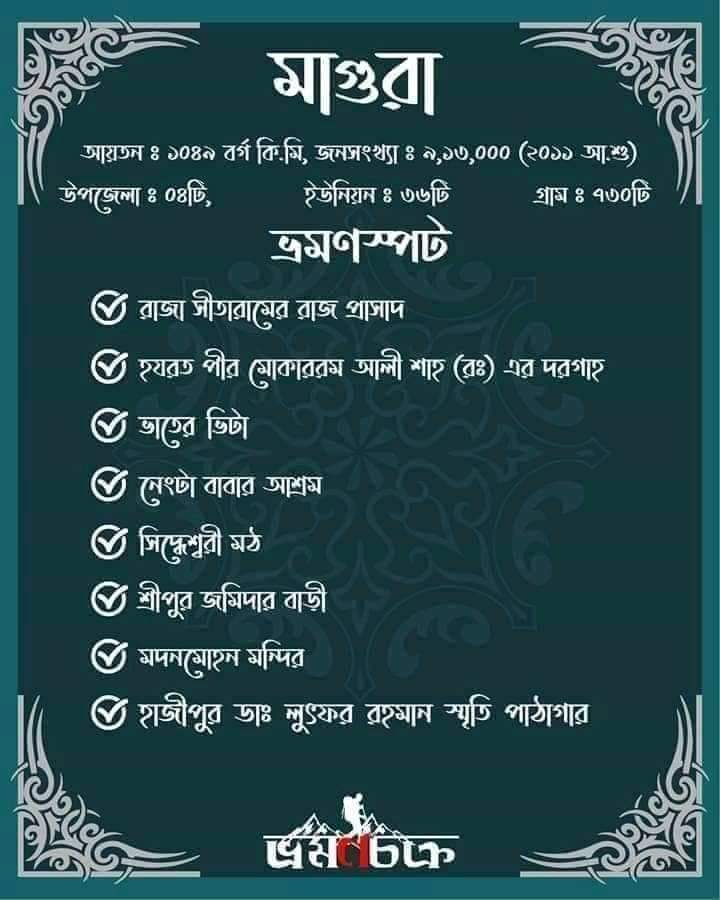 মাগুরা
আয়তন ঃ ১০৪৯ বর্গ কি.মি, জনসংখ্যা ঃ ৯,১৩,০০০ (২০১১ আ.শু)
উপজেলা ঃ ০৪টি, ইউনিয়ন ঃ ৩৬টি গ্রাম ঃ ৭৩০টি
ভ্রমণস্পট
রাজা সীতারামের রাজ প্রাসাদ
হযরত পীর মোকাররম আলী শাহ (রঃ) এর দরগাহ
ভাতের ভিটা
নেংটা বাবার আশ্রম
সিদ্ধেশ্বরী মঠ
শ্রীপুর জমিদার বাড়ী
মদনমোহন মন্দির
হাজীপুর ডাঃ লুৎফর রহমান স্মৃতি পাঠাগার
ভ্রমণচক্র